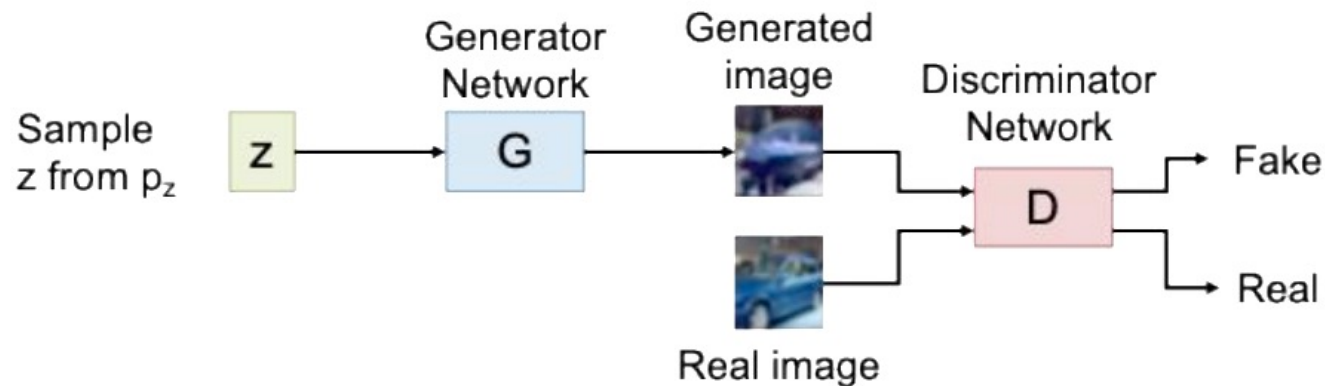 Sample
z from pz
z
Generator
Network
G
Generated
image
Real image
Discriminator
Network
D
Fake
Real